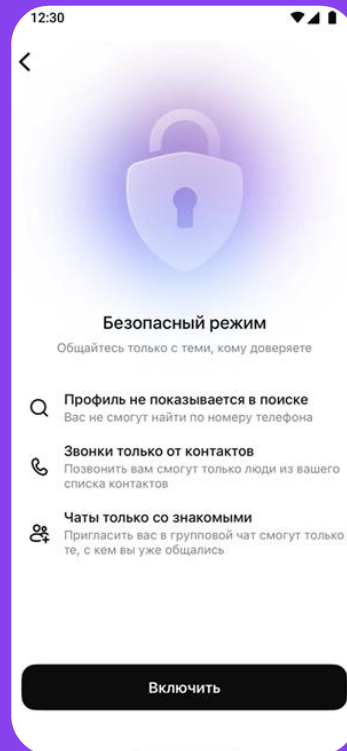 12:30
Безопасный режим
Общайтесь только с теми, кому доверяете
Профиль не показывается в поиске
Вас не смогут найти по номеру телефона
Звонки только от контактов
Позвонить вам смогут только люди из вашего
списка контактов
Чаты только со знакомыми
Пригласить вас в групповой чат смогут только
те, с кем вы уже общались
Включить